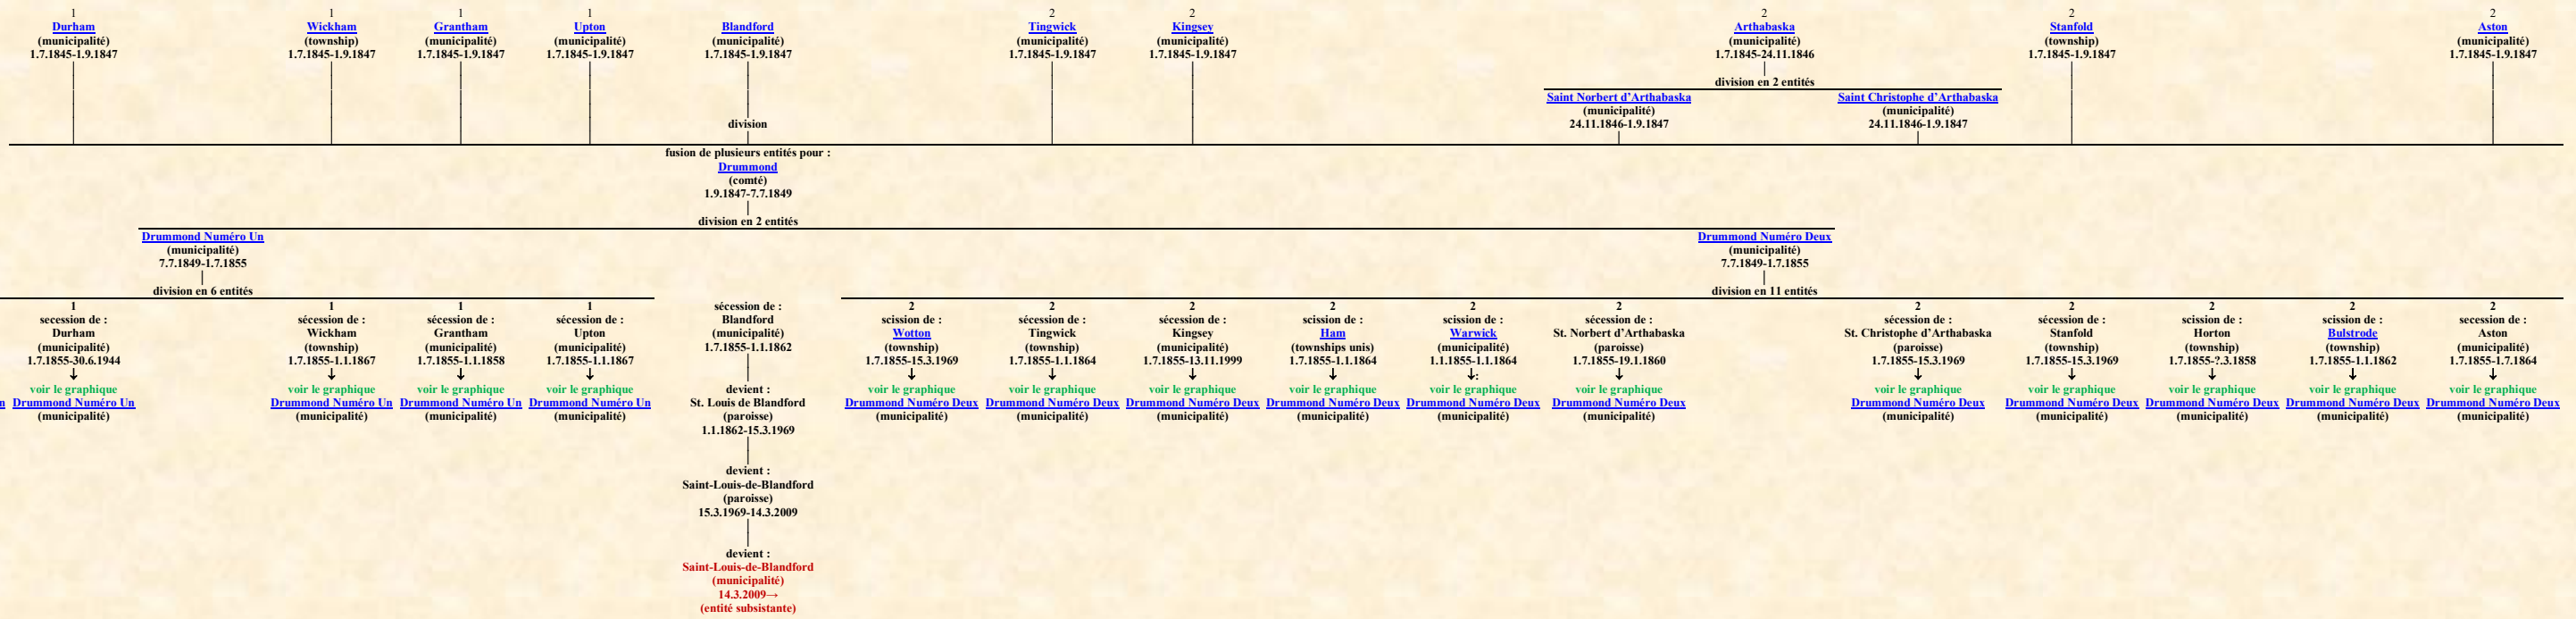 1
Durham
(municipalité)
1.7.1845-1.9.1847
1
Wickham
(township)
1.7.1845-1.9.1847
1
Grantham
(municipalité)
1.7.1845-1.9.1847
1
Upton
(municipalité)
1.7.1845-1.9.1847
Blandford
(municipalité)
1.7.1845-1.9.1847
division
2
Tingwick
(municipalité)
1.7.1845-1.9.1847
2
Kingsey
(municipalité)
1.7.1845-1.9.1847
2
Arthabaska
(municipalité)
1.7.1845-24.11.1846
division en 2 entités
Saint Norbert d’Arthabaska
(municipalité)
24.11.1846-1.9.1847
Saint Christophe d’Arthabaska
(municipalité)
24.11.1846-1.9.1847
2
Stanfold
(township)
1.7.1845-1.9.1847
2
Aston
(municipalité)
1.7.1845-1.9.1847
fusion de plusieurs entités pour :
Drummond
(comté)
1.9.1847-7.7.1849
division en 2 entités
Drummond Numéro Un
(municipalité)
7.7.1849-1.7.1855
division en 6 entités
Drummond Numéro Deux
(municipalité)
7.7.1849-1.7.1855
division en 11 entités
n
1
secession de :
Durham
(municipalité)
1.7.1855-30.6.1944
↓
voir le graphique
Drummond Numéro Un
(municipalité)
1
sécession de :
Wickham
(township)
1.7.1855-1.1.1867
↓
voir le graphique
Drummond Numéro Un
(municipalité)
1
sécession de :
Grantham
(municipalité)
1.7.1855-1.1.1858
↓
voir le graphique
Drummond Numéro Un
(municipalité)
1
sécession de :
Upton
(municipalité)
1.7.1855-1.1.1867
↓
voir le graphique
Drummond Numéro Un
(municipalité)
sécession de :
Blandford
(municipalité)
1.7.1855-1.1.1862
devient :
St. Louis de Blandford
(paroisse)
1.1.1862-15.3.1969
devient :
Saint-Louis-de-Blandford
(paroisse)
15.3.1969-14.3.2009
devient :
Saint-Louis-de-Blandford
(municipalité)
14.3.2009→
(entité subsistante)
2
scission de :
Wotton
(township)
1.7.1855-15.3.1969
↓
voir le graphique
Drummond Numéro Deux
(municipalité)
2
sécession de :
Tingwick
(township)
1.7.1855-1.1.1864
↓
voir le graphique
Drummond Numéro Deux
(municipalité)
2
sécession de :
Kingsey
(municipalité)
1.7.1855-13.11.1999
↓
voir le graphique
Drummond Numéro Deux
(municipalité)
2
scission de :
Ham
(townships unis)
1.7.1855-1.1.1864
↓
voir le graphique
Drummond Numéro Deux
(municipalité)
2
scission de :
Warwick
(municipalité)
1.1.1855-1.1.1864
↓:
voir le graphique
Drummond Numéro Deux
(municipalité)
2
sécession de :
St. Norbert d’Arthabaska
(paroisse)
1.7.1855-19.1.1860
↓
voir le graphique
Drummond Numéro Deux
(municipalité)
2
sécession de :
St. Christophe d’Arthabaska
(paroisse)
1.7.1855-15.3.1969
↓
voir le graphique
Drummond Numéro Deux
(municipalité)
2
sécession de :
Stanfold
(township)
1.7.1855-15.3.1969
↓
voir le graphique
Drummond Numéro Deux
(municipalité)
2
scission de :
Horton
(township)
1.7.1855-?.3.1858
↓
voir le graphique
Drummond Numéro Deux
(municipalité)
2
scission de :
Bulstrode
(township)
1.7.1855-1.1.1862
↓
voir le graphique
Drummond Numéro Deux
(municipalité)
2
secession de :
Aston
(municipalité)
1.7.1855-1.7.1864
↓
voir le graphique
Drummond Numéro Deux
(municipalité)